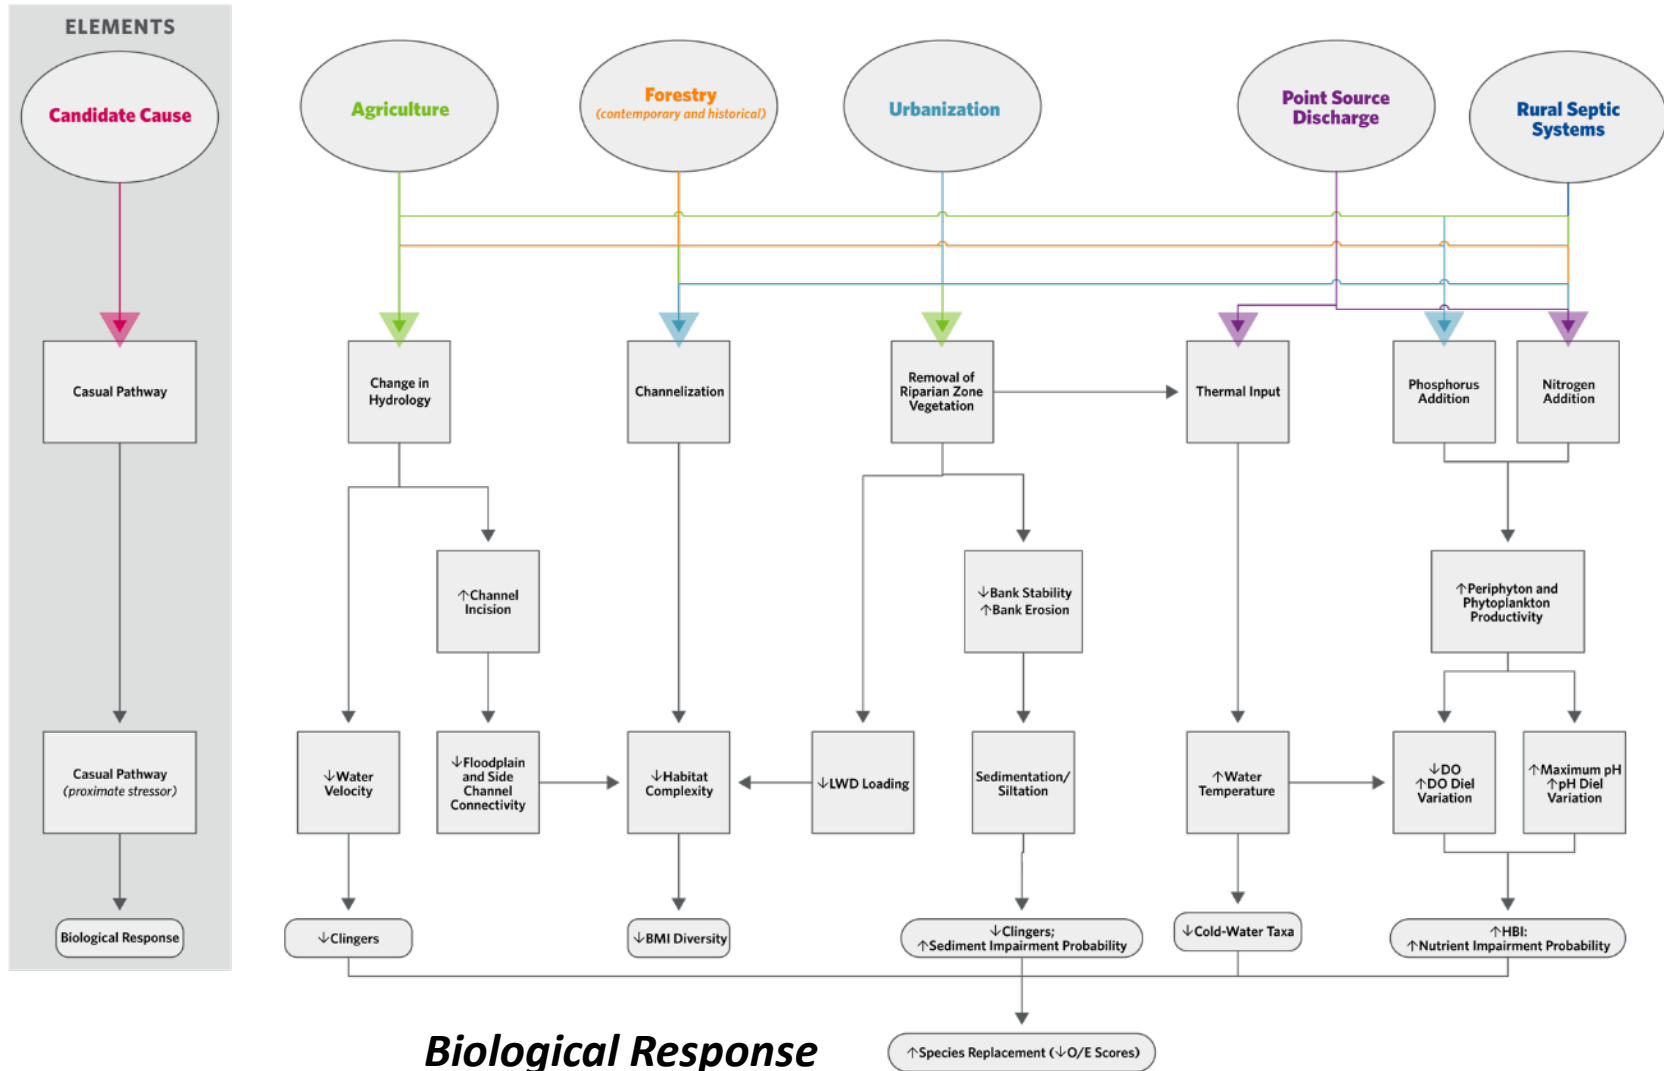 ELEMENTS
Candidate Cause
Agriculture
Forestry
(contemporary and historical)
Urbanization
Point Source
Discharge
Rural Septic
Systems
Casual Pathway
Change in
Hydrology
Channelization
Removal of
Riparian Zone
Vegetation
Thermal Input
Phosphorus
Addition
Nitrogen
Addition
↑Channel
Incision
↓Bank Stability
↑Bank Erosion
↑Periphyton and
Phytoplankton
Productivity
Casual Pathway
(proximate stressor)
↓Water
Velocity
↓Floodplain
and Side
Channel
Connectivity
↓Habitat
Complexity
↓LWD Loading
Sedimentation/
Siltation
↑Water
Temperature
↓DO
↑DO Diel
Variation
↑Maximum pH
↑pH Diel
Variation
Biological Response
↓Clingers
↓BMI Diversity
↓Clingers;
↑Sediment Impairment Probability
↓Cold-Water Taxa
↑HBI:
↑Nutrient Impairment Probability
Biological Response
↑Species Replacement (↓O/E Scores)